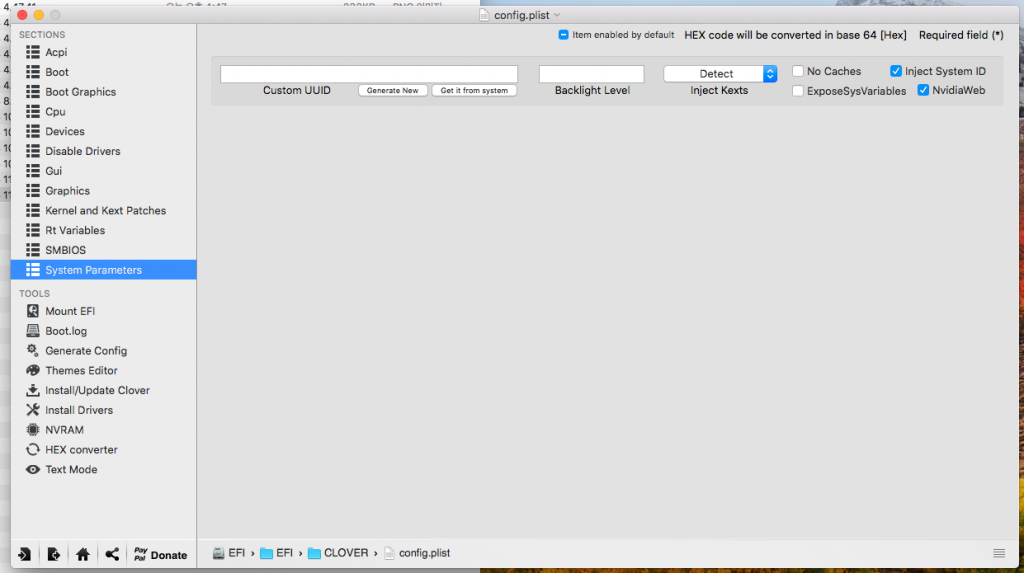 config.plist
SECTIONS
Acpi
Boot
Boot Graphics
Cpu
Devices
Disable Drivers
Gui
Graphics
Kernel and Kext Patches
Rt Variables
SMBIOS
System Parameters
TOOLS
Mount EFI
Boot.log
Generate Config
Themes Editor
Install/Update Clover
Install Drivers
NVRAM
HEX converter
Text Mode
Pay Pal Donate
Item enabled by default HEX code will be converted in base 64 [Hex] Required field (*)
Detect No Caches Inject System ID
Custom UUID Generate New Get it from system Backlight Level Inject Kexts ExposeSysVariables NvidiaWeb
EFI › EFI › CLOVER › config.plist